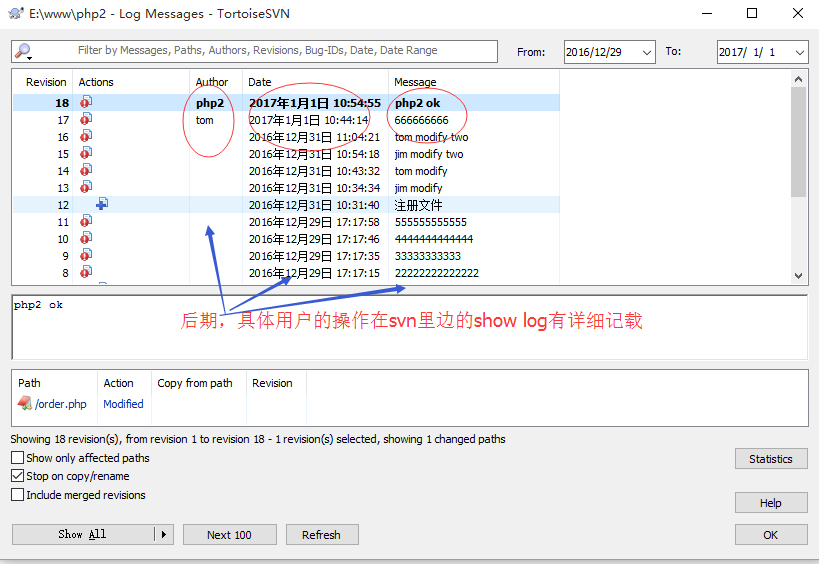 E:\www\php2 - Log Messages - TortoiseSVN
Filter by Messages, Paths, Authors, Revisions, Bug-IDs, Date, Date Range
From: 2016/12/29 To: 2017/ 1/ 1
Revision Actions Author Date Message
18 php2 2017年1月1日 10:54:55 php2 ok
17 tom 2017年1月1日 10:44:14 666666666
16 2016年12月31日 11:04:21 tom modify two
15 2016年12月31日 10:54:18 jim modify two
14 2016年12月31日 10:43:32 tom modify
13 2016年12月31日 10:34:34 jim modify
12 2016年12月31日 10:31:40 注册文件
11 2016年12月29日 17:17:58 555555555555
10 2016年12月29日 17:17:46 4444444444444
9 2016年12月29日 17:17:35 33333333333
8 2016年12月29日 17:17:15 22222222222222
php2 ok
后期，具体用户的操作在svn里边的show log有详细记载
Path Action Copy from path Revision
/order.php Modified
Showing 18 revision(s), from revision 1 to revision 18 - 1 revision(s) selected, showing 1 changed paths
Show only affected paths
Statistics
Stop on copy/rename
Include merged revisions
Help
Show All Next 100 Refresh OK